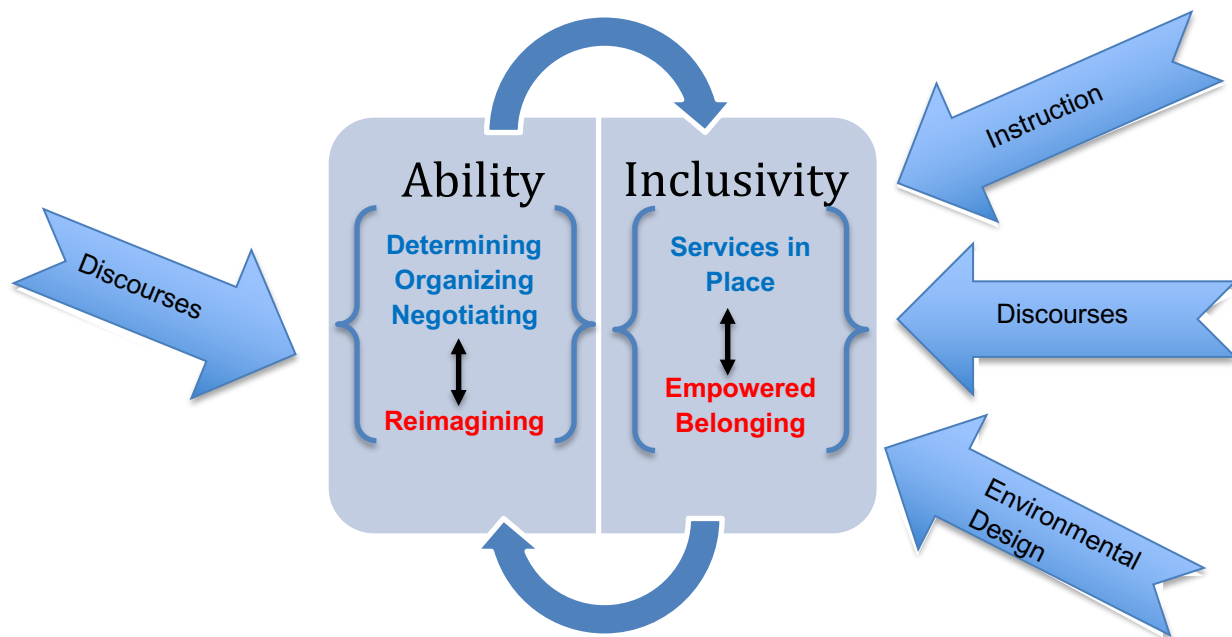 Discourses
Ability
Determining
Organizing
Negotiating
Reimagining
Inclusivity
Services in
Place
Empowered
Belonging
Instruction
Discourses
Environmental
Design